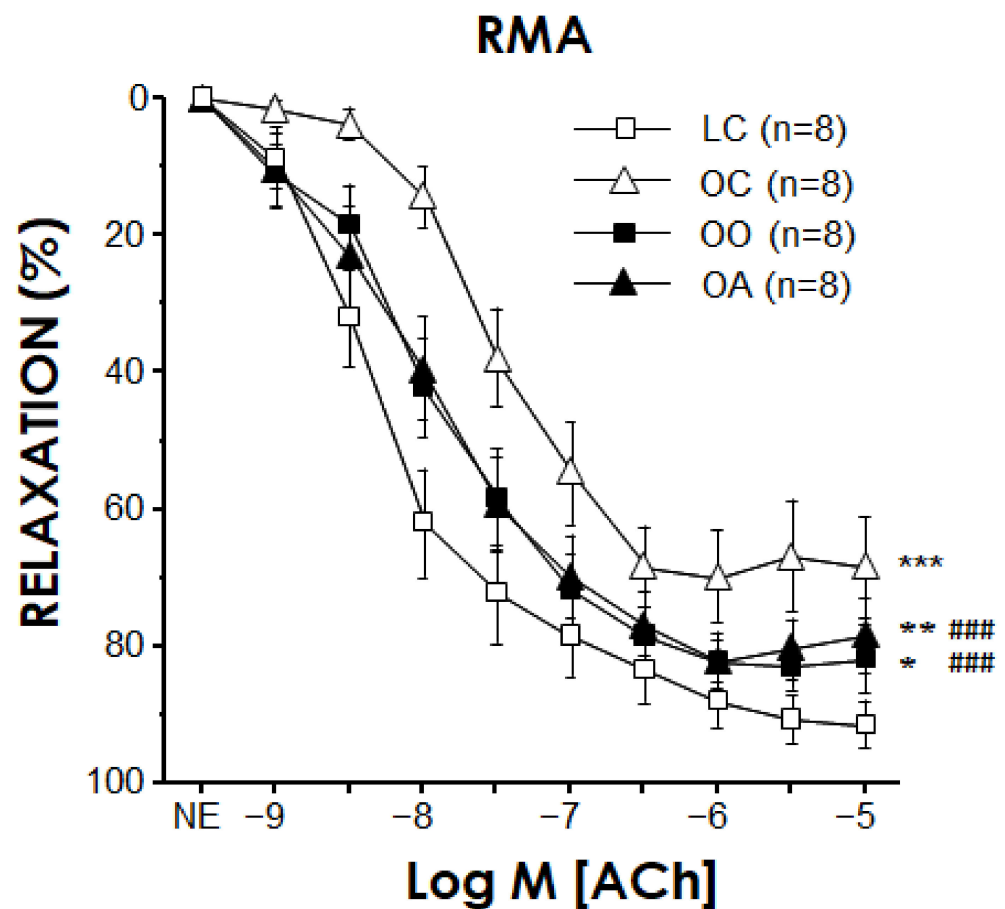 RMA
0
20
40
60
80
100
RELAXATION (%)
LC (n=8)
OC (n=8)
OO (n=8)
OA (n=8)
***
** ###
* ###
NE −9 −8 −7 −6 −5
Log M [ACh]